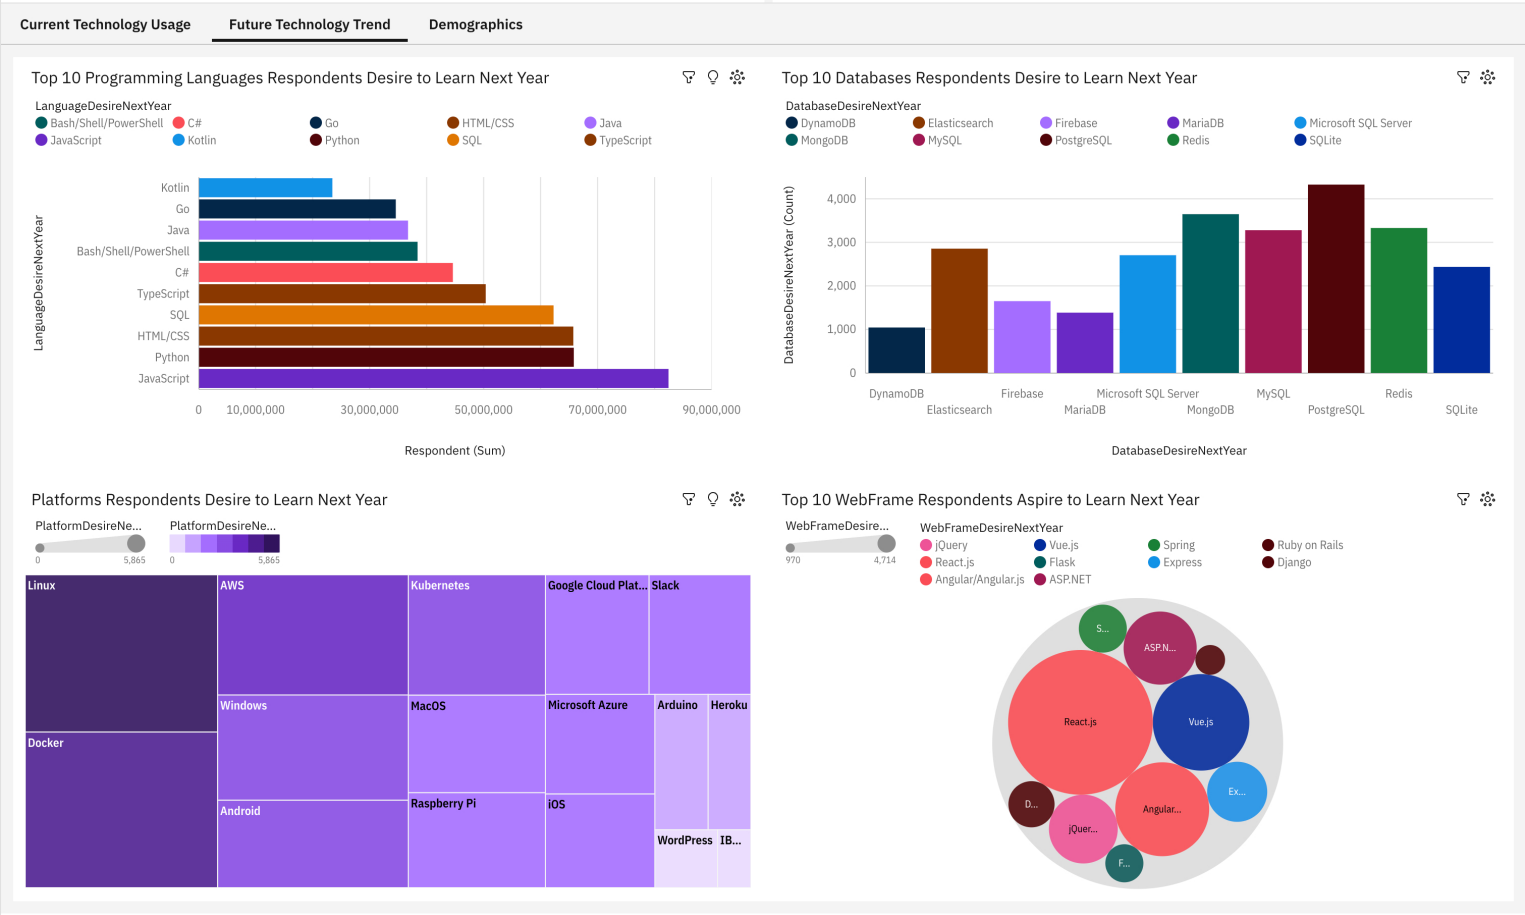 Current Technology Usage Future Technology Trend Demographics
Top 10 Programming Languages Respondents Desire to Learn Next Year
LanguageDesireNextYear
Bash/Shell/PowerShell C# Go HTML/CSS Java
JavaScript Kotlin Python SQL TypeScript
LanguageDesireNextYear
Kotlin
Go
Java
Bash/Shell/PowerShell
C#
TypeScript
SQL
HTML/CSS
Python
JavaScript
0 10,000,000 30,000,000 50,000,000 70,000,000 90,000,000
Respondent (Sum)
Top 10 Databases Respondents Desire to Learn Next Year
DatabaseDesireNextYear
DynamoDB Elasticsearch Firebase MariaDB Microsoft SQL Server
MongoDB MySQL PostgreSQL Redis SQLite
DatabaseDesireNextYear (Count)
4,000
3,000
2,000
1,000
0
DynamoDB Firebase Microsoft SQL Server MySQL Redis
Elasticsearch MariaDB MongoDB PostgreSQL SQLite
DatabaseDesireNextYear
Platforms Respondents Desire to Learn Next Year
PlatformDesireNe... PlatformDesireNe...
0 5,865 0 5,865
Linux AWS Kubernetes Google Cloud Plat... Slack
Windows MacOS Microsoft Azure Arduino Heroku
Docker
Android Raspberry Pi iOS
WordPress IB...
Top 10 WebFrame Respondents Aspire to Learn Next Year
WebFrameDesire... WebFrameDesireNextYear
970 4,714
jQuery Vue.js Spring Ruby on Rails
React.js Flask Express Django
Angular/Angular.js ASP.NET
S...
ASP.N...
React.js Vue.js
Ex...
D... Angular...
jQuer...
F...